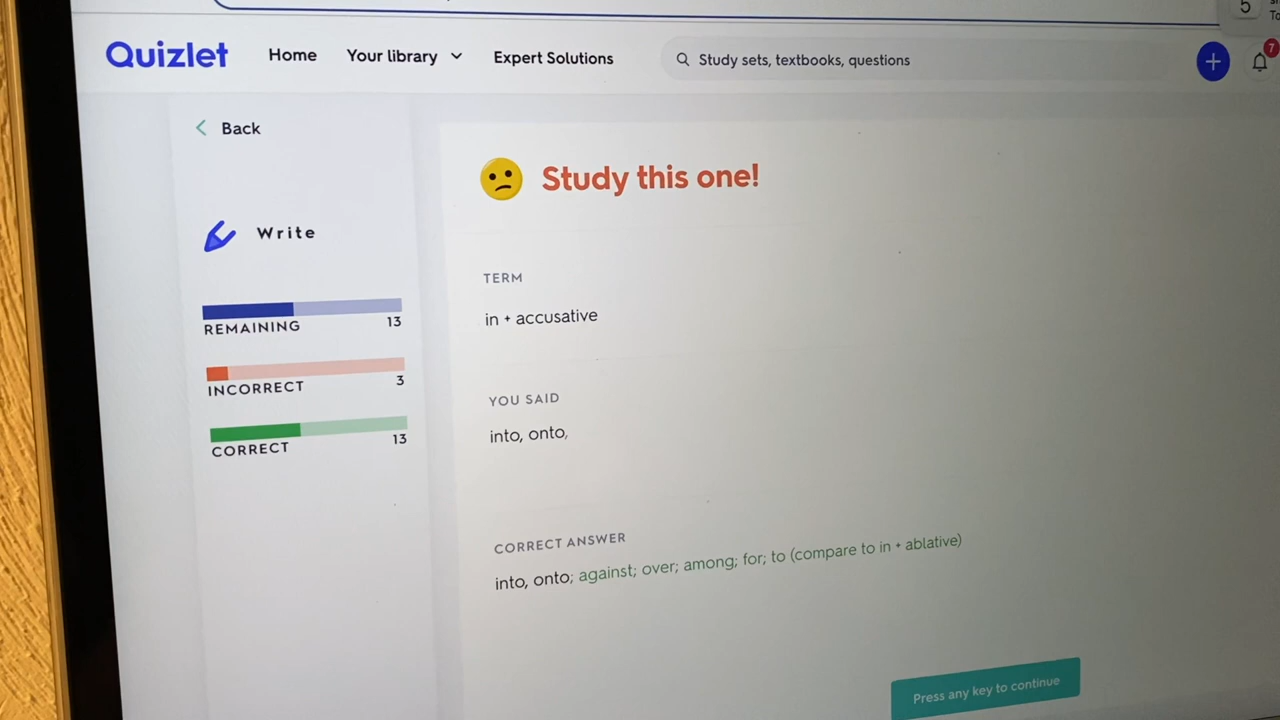 Quizlet
Home
Your library
Expert Solutions
Study sets, textbooks, questions
5
7
Back
Write
REMAINING 13
INCORRECT 3
CORRECT 13
Study this one!
TERM
in + accusative
YOU SAID
into, onto,
CORRECT ANSWER
into, onto; against; over; among; for; to (compare to in + ablative)
Press any key to continue